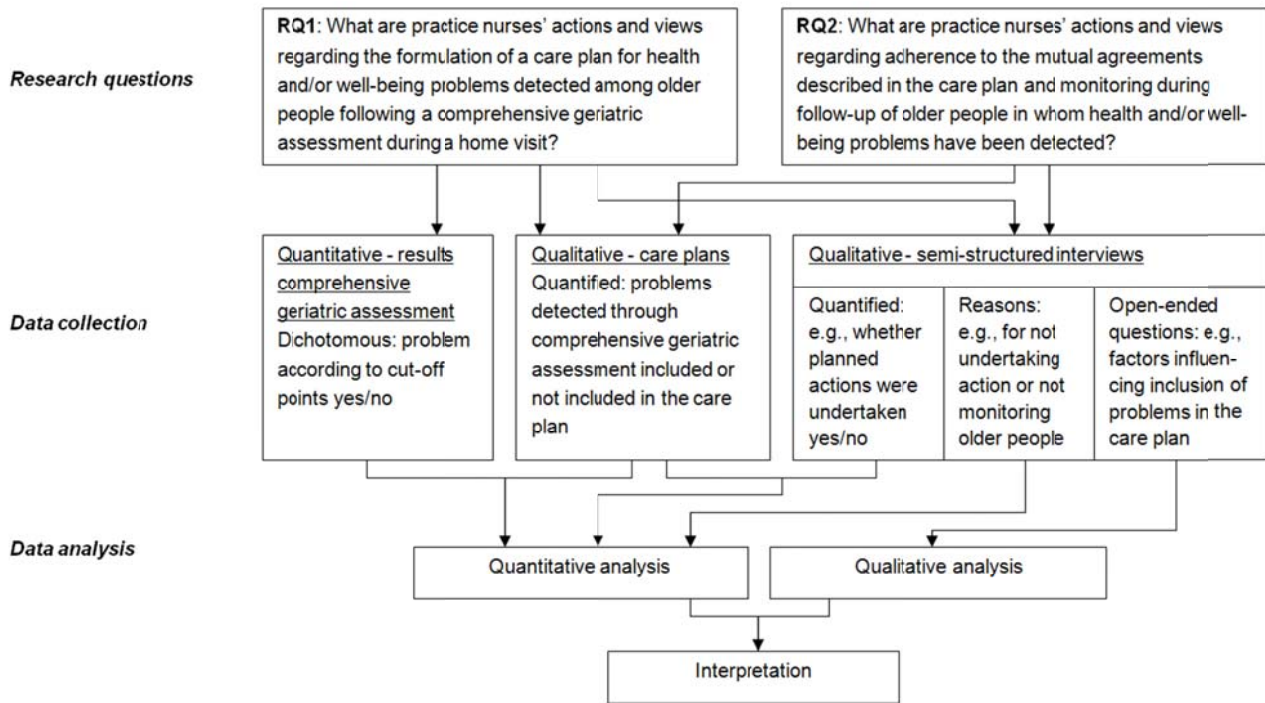 RQ1: What are practice nurses' actions and views
regarding the formulation of a care plan for health
and/or well-being problems detected among older
people following a comprehensive geriatric
assessment during a home visit?
RQ2: What are practice nurses' actions and views
regarding adherence to the mutual agreements
described in the care plan and monitoring during
follow-up of older people in whom health and/or well-
being problems have been detected?
Research questions
Quantitative - results
comprehensive
geriatric assessment
Dichotomous: problem
according to cut-off
points yes/no
Qualitative - care plans
Quantified: problems
detected through
comprehensive geriatric
assessment included or
not included in the care
plan
Qualitative - semi-structured interviews
Quantified:
e.g., whether
planned
actions were
undertaken
yes/no
Reasons:
e.g., for not
undertaking
action or not
monitoring
older people
Open-ended
questions: e.g.,
factors influen-
cing inclusion of
problems in the
care plan
Data collection
Data analysis
Quantitative analysis
Qualitative analysis
Interpretation